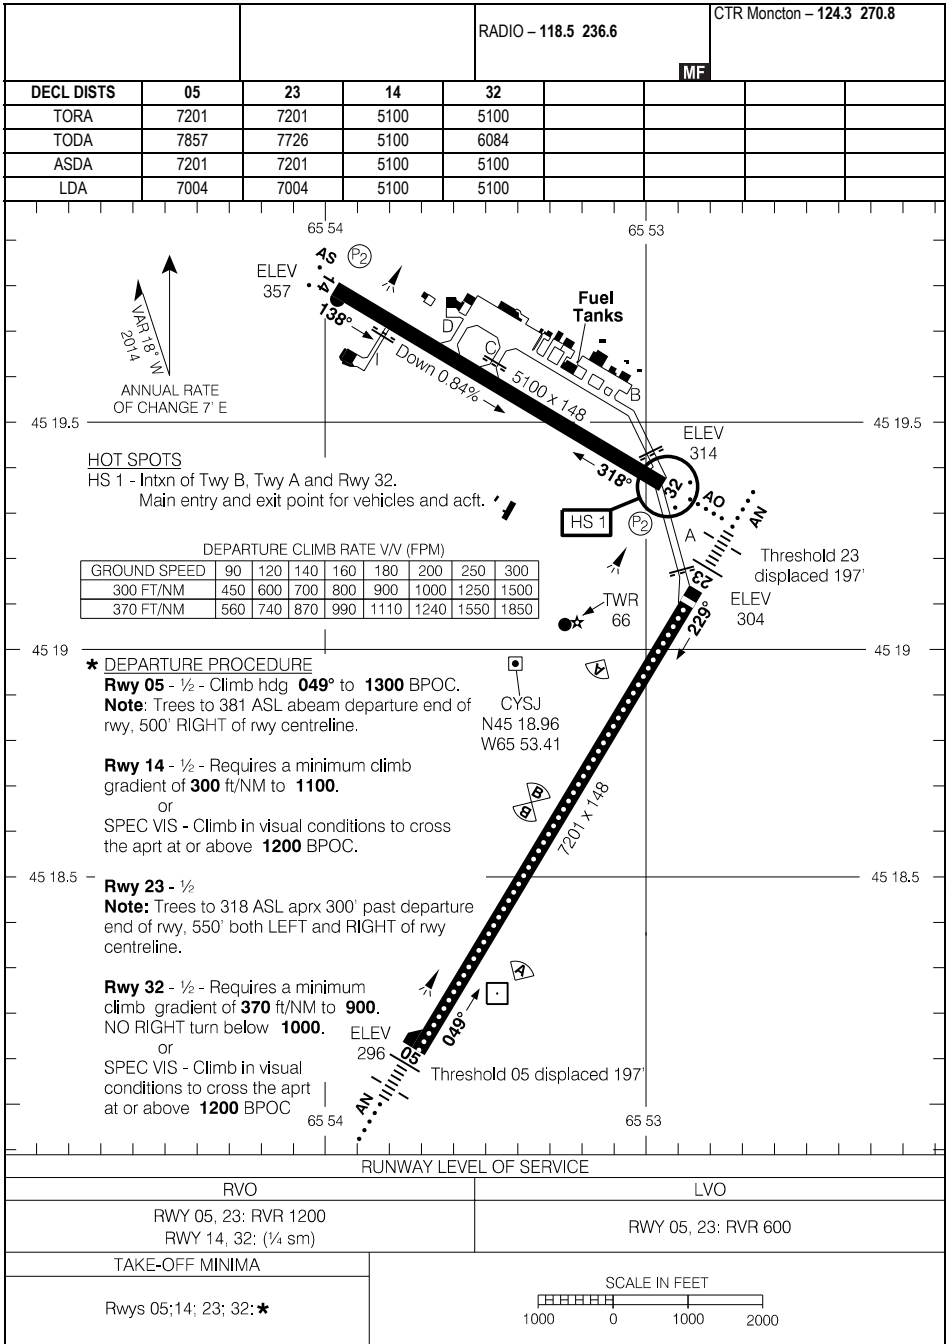 RADIO – 118.5 236.6
CTR Moncton – 124.3 270.8
MF
DECL DISTS 05 23 14 32
TORA 7201 7201 5100 5100
TODA 7857 7726 5100 6084
ASDA 7201 7201 5100 5100
LDA 7004 7004 5100 5100
65 54
65 53
AS
P2
ELEV
357
14
138°
VAR 18° W
2014
ANNUAL RATE
OF CHANGE 7' E
Fuel
Tanks
D
C
B
Down 0.84%
5100 x 148
45 19.5
45 19.5
ELEV
314
318°
32
HOT SPOTS
HS 1 - Intxn of Twy B, Twy A and Rwy 32.
Main entry and exit point for vehicles and acft.
HS 1
P2
AO
AN
A
Threshold 23
displaced 197'
23
ELEV
304
229°
DEPARTURE CLIMB RATE V/V (FPM)
GROUND SPEED 90 120 140 160 180 200 250 300
300 FT/NM 450 600 700 800 900 1000 1250 1500
370 FT/NM 560 740 870 990 1110 1240 1550 1850
TWR
66
45 19
45 19
A
CYSJ
N45 18.96
W65 53.41
* DEPARTURE PROCEDURE
Rwy 05 - ½ - Climb hdg 049° to 1300 BPOC.
Note: Trees to 381 ASL abeam departure end of
rwy, 500' RIGHT of rwy centreline.
Rwy 14 - ½ - Requires a minimum climb
gradient of 300 ft/NM to 1100.
or
SPEC VIS - Climb in visual conditions to cross
the aprt at or above 1200 BPOC.
B
B
7201 x 148
45 18.5
45 18.5
Rwy 23 - ½
Note: Trees to 318 ASL aprx 300' past departure
end of rwy, 550' both LEFT and RIGHT of rwy
centreline.
Rwy 32 - ½ - Requires a minimum
climb gradient of 370 ft/NM to 900.
NO RIGHT turn below 1000.
or
SPEC VIS - Climb in visual
conditions to cross the aprt
at or above 1200 BPOC
A
ELEV
296
05
049°
Threshold 05 displaced 197'
AN
65 54
65 53
RUNWAY LEVEL OF SERVICE
RVO
LVO
RWY 05, 23: RVR 1200
RWY 14, 32: (¼ sm)
RWY 05, 23: RVR 600
TAKE-OFF MINIMA
Rwys 05;14; 23; 32: *
SCALE IN FEET
1000 0 1000 2000